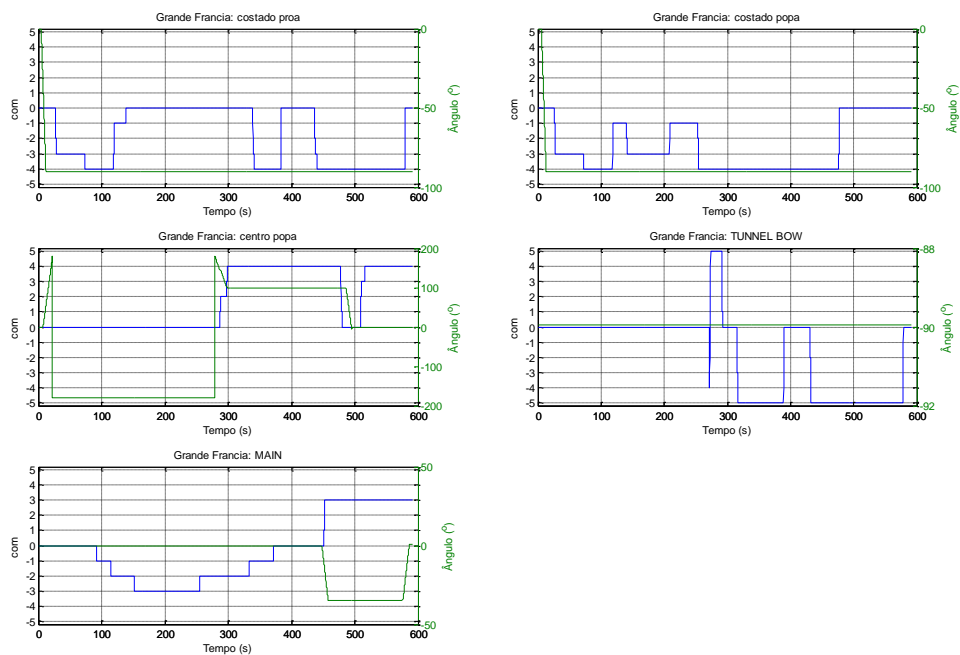 Grande Francia: costado proa
5
4
3
2
1
0
-1
-2
-3
-4
-5
com
0
-50
-100
Ângulo (º)
0 100 200 300 400 500 600
Tempo (s)
Grande Francia: costado popa
5
4
3
2
1
0
-1
-2
-3
-4
-5
com
0
-50
-100
Ângulo (º)
0 100 200 300 400 500 600
Tempo (s)
Grande Francia: centro popa
5
4
3
2
1
0
-1
-2
-3
-4
-5
com
200
100
0
-100
-200
Ângulo (º)
0 100 200 300 400 500 600
Tempo (s)
Grande Francia: TUNNEL BOW
5
4
3
2
1
0
-1
-2
-3
-4
-5
com
-88
-90
-92
Ângulo (º)
0 100 200 300 400 500 600
Tempo (s)
Grande Francia: MAIN
5
4
3
2
1
0
-1
-2
-3
-4
-5
com
50
0
-50
Ângulo (º)
0 100 200 300 400 500 600
Tempo (s)